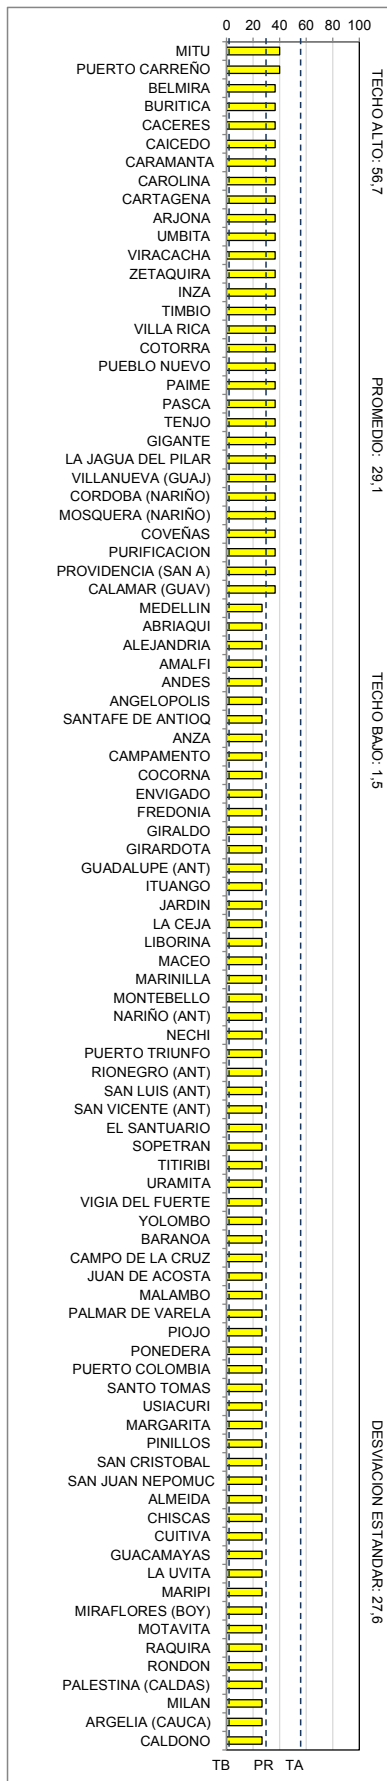 0 20 40 60 80 100
MITU
PUERTO CARREÑO
BELMIRA
BURITICA
CACERES
CAICEDO
CARAMANTA
CAROLINA
CARTAGENA
ARJONA
UMBITA
VIRACACHA
ZETAQUIRA
INZA
TIMBIO
VILLA RICA
COTORRA
PUEBLO NUEVO
PAIME
PASCA
TENJO
GIGANTE
LA JAGUA DEL PILAR
VILLANUEVA (GUAJ)
CORDOBA (NARIÑO)
MOSQUERA (NARIÑO)
COVEÑAS
PURIFICACION
PROVIDENCIA (SAN A)
CALAMAR (GUAV)
MEDELLIN
ABRIAQUI
ALEJANDRIA
AMALFI
ANDES
ANGELOPOLIS
SANTAFE DE ANTIOQ
ANZA
CAMPAMENTO
COCORNA
ENVIGADO
FREDONIA
GIRALDO
GIRARDOTA
GUADALUPE (ANT)
ITUANGO
JARDIN
LA CEJA
LIBORINA
MACEO
MARINILLA
MONTEBELLO
NARIÑO (ANT)
NECHI
PUERTO TRIUNFO
RIONEGRO (ANT)
SAN LUIS (ANT)
SAN VICENTE (ANT)
EL SANTUARIO
SOPETRAN
TITIRIBI
URAMITA
VIGIA DEL FUERTE
YOLOMBO
BARANOA
CAMPO DE LA CRUZ
JUAN DE ACOSTA
MALAMBO
PALMAR DE VARELA
PIOJO
PONEDERA
PUERTO COLOMBIA
SANTO TOMAS
USIACURI
MARGARITA
PINILLOS
SAN CRISTOBAL
SAN JUAN NEPOMUC
ALMEIDA
CHISCAS
CUITIVA
GUACAMAYAS
LA UVITA
MARIPI
MIRAFLORES (BOY)
MOTAVITA
RAQUIRA
RONDON
PALESTINA (CALDAS)
MILAN
ARGELIA (CAUCA)
CALDONO
TB PR TA
TECHO ALTO: 56,7
PROMEDIO: 29,1
TECHO BAJO: 1,5
DESVIACION ESTANDAR: 27,6